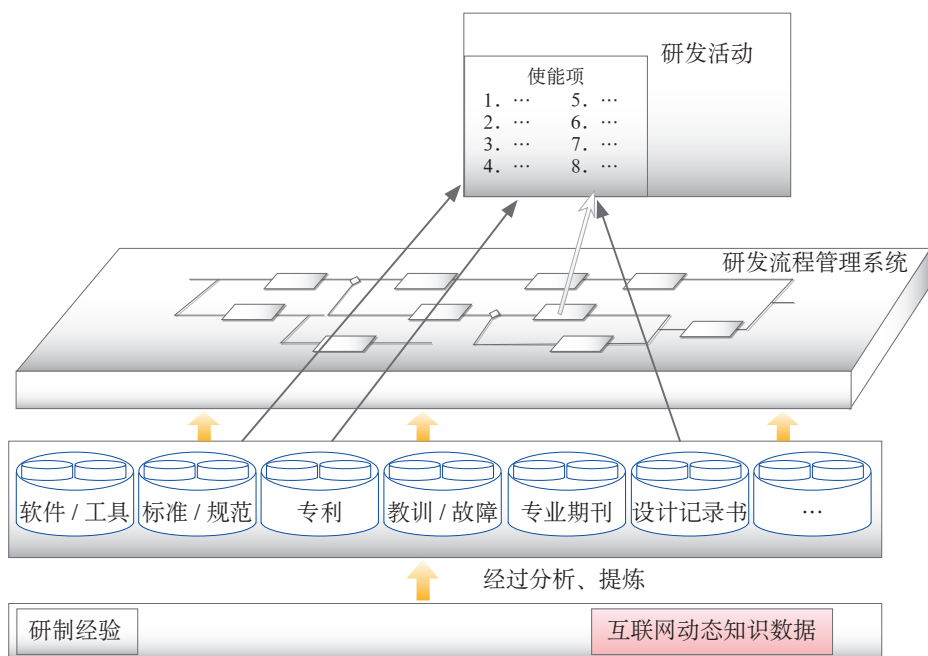 研发活动
使能项
1. … 5. …
2. … 6. …
3. … 7. …
4. … 8. …
研发流程管理系统
软件 / 工具
标准 / 规范
专利
教训 / 故障
专业期刊
设计记录书
…
经过分析、提炼
研制经验
互联网动态知识数据